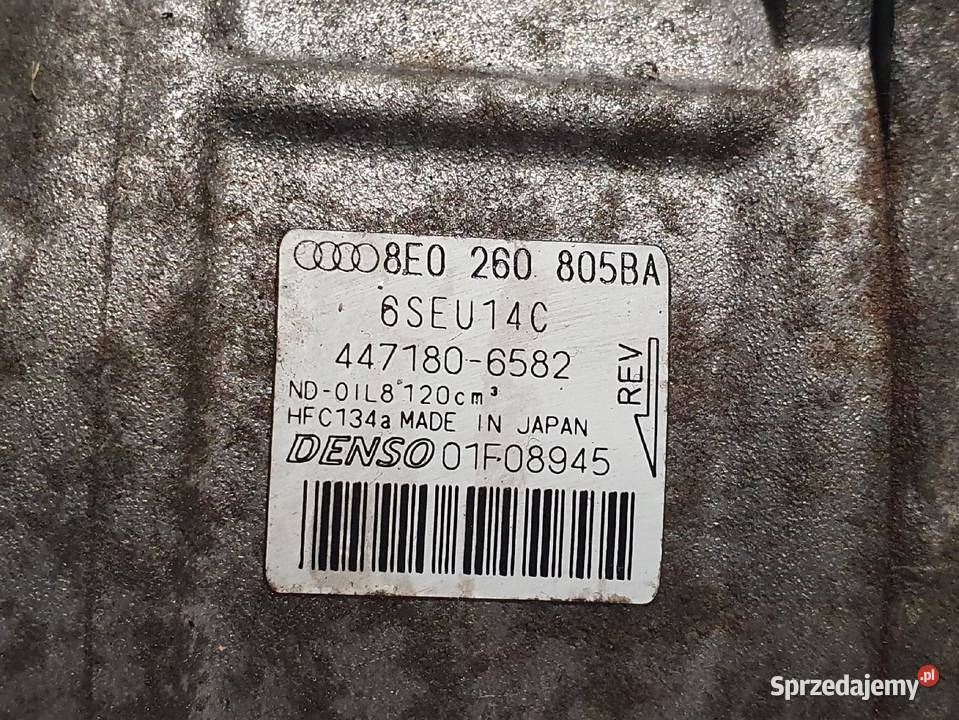 8E0 260 805BA
6SEU14C
447180-6582
ND-OIL8 120cm³
HFC134a MADE IN JAPAN
DENSO 01F08945
REV
Sprzedajemy.pl